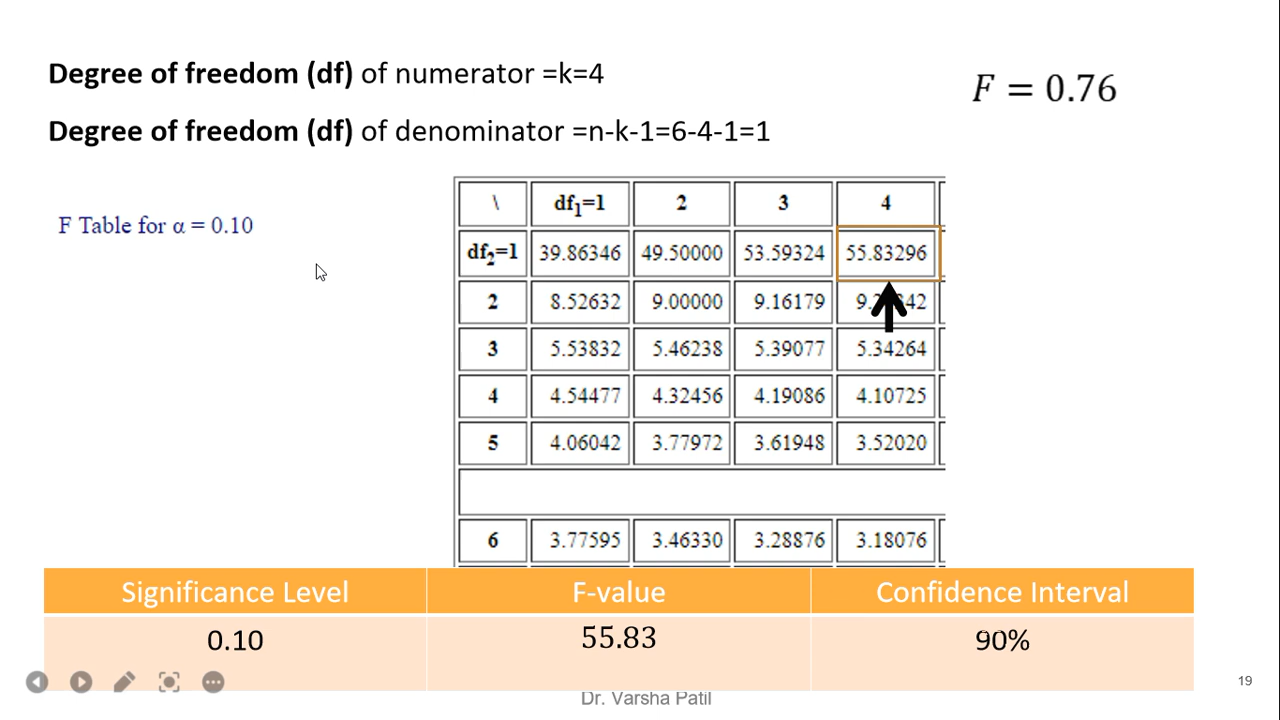 Degree of freedom (df) of numerator =k=4
F = 0.76
Degree of freedom (df) of denominator =n-k-1=6-4-1=1
F Table for α = 0.10
\ df₁=1 2 3 4
df₂=1 39.86346 49.50000 53.59324 55.83296
2 8.52632 9.00000 9.16179
3 5.53832 5.46238 5.39077 5.34264
4 4.54477 4.32456 4.19086 4.10725
5 4.06042 3.77972 3.61948 3.52020
6 3.77595 3.46330 3.28876 3.18076
Significance Level F-value Confidence Interval
0.10 55.83 90%
Dr. Varsha Patil
19